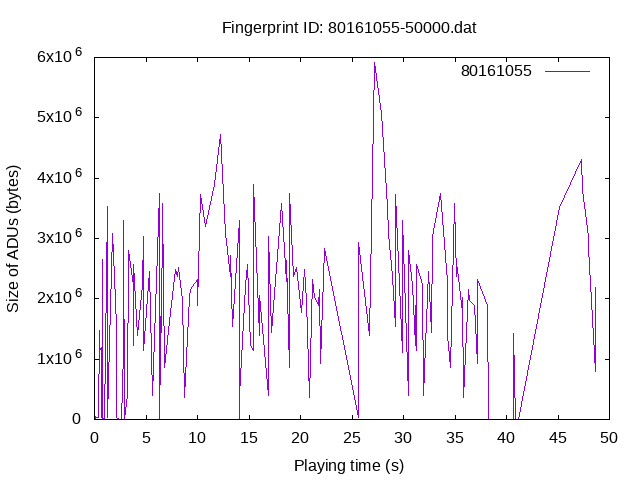 Fingerprint ID: 80161055-50000.dat
80161055
Size of ADUs (bytes)
6x10^6
5x10^6
4x10^6
3x10^6
2x10^6
1x10^6
0
0 5 10 15 20 25 30 35 40 45 50
Playing time (s)